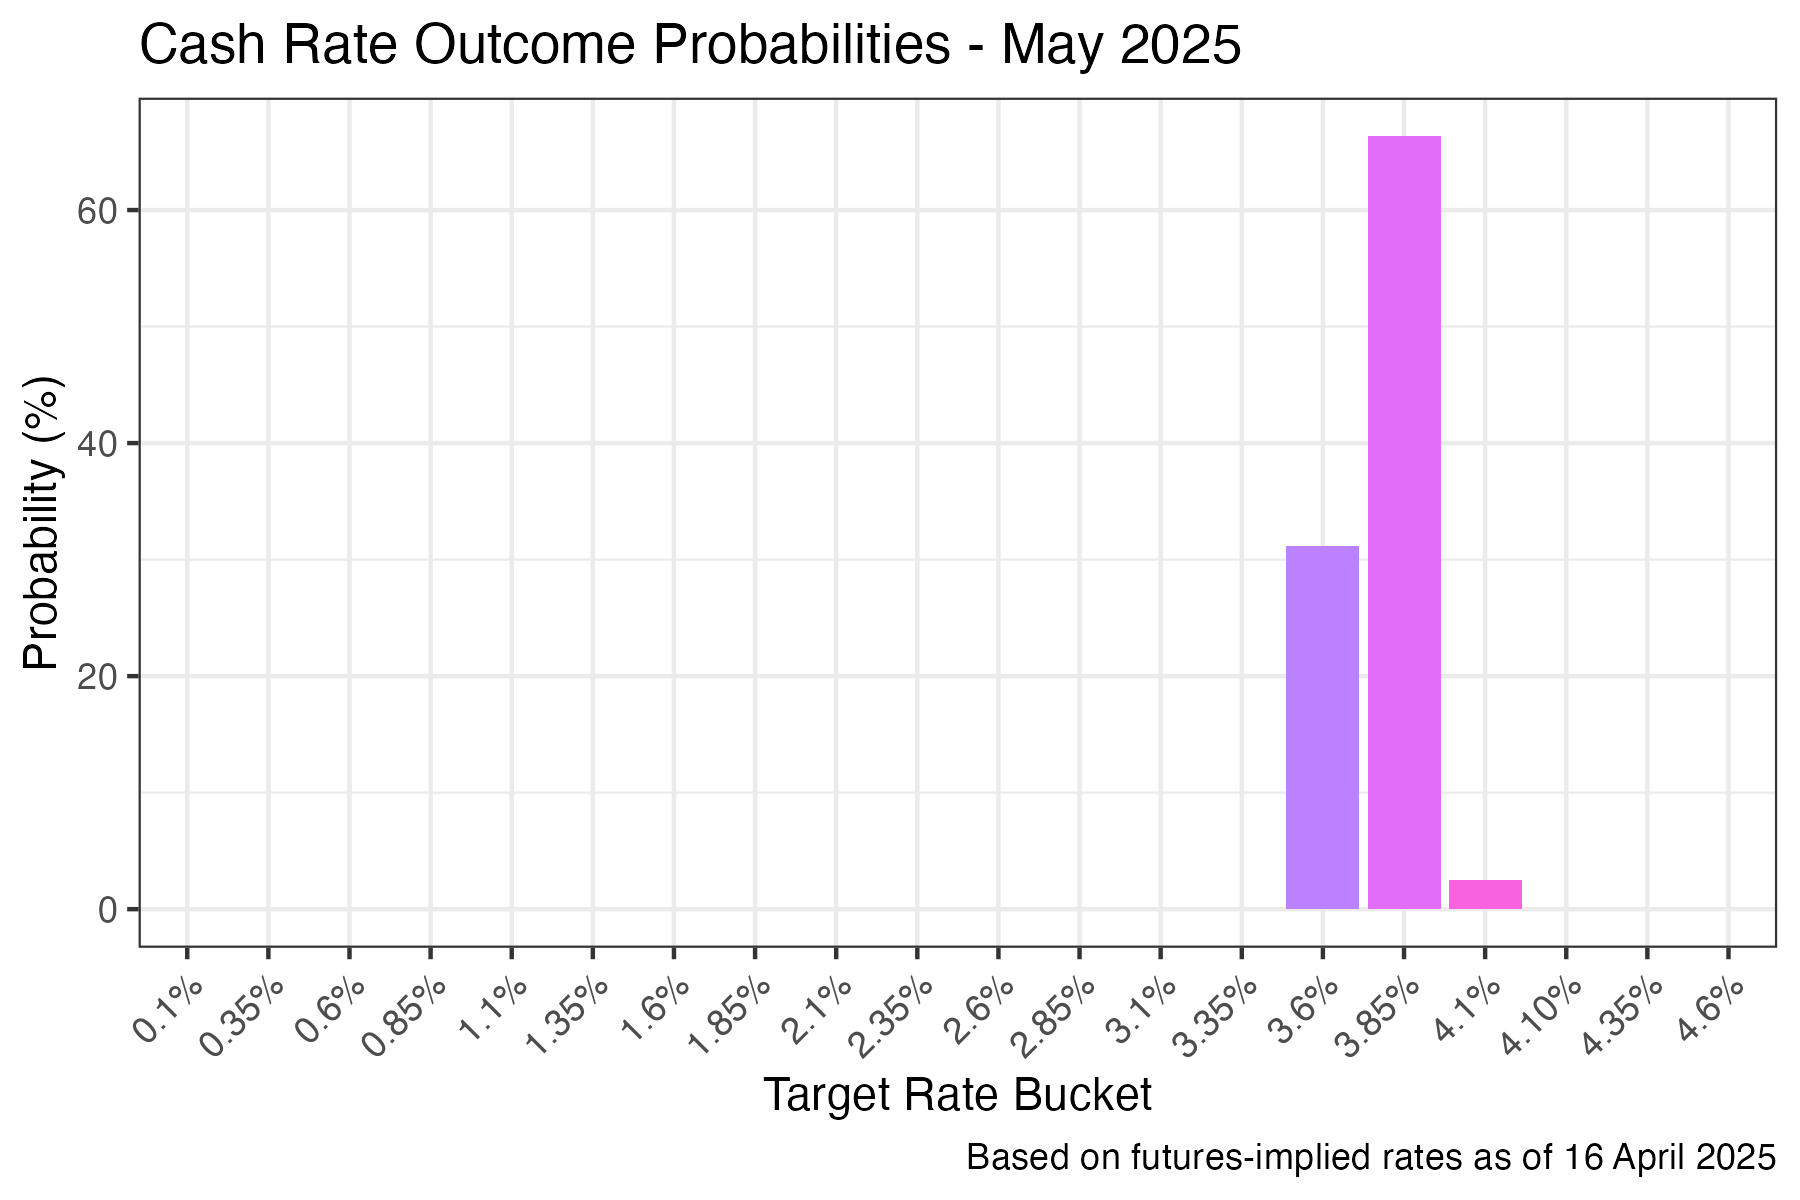 Cash Rate Outcome Probabilities - May 2025
Probability (%)
60
40
20
0
0.1% 0.35% 0.6% 0.85% 1.1% 1.35% 1.6% 1.85% 2.1% 2.35% 2.6% 2.85% 3.1% 3.35% 3.6% 3.85% 4.1% 4.10% 4.35% 4.6%
Target Rate Bucket
Based on futures-implied rates as of 16 April 2025